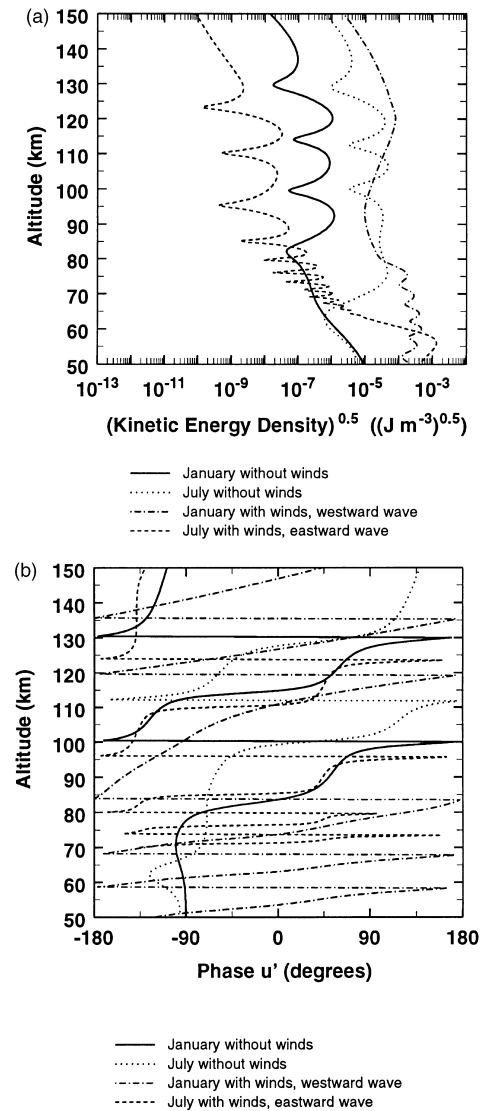 (a)
150
140
130
120
110
100
90
80
70
60
50
Altitude (km)
10-13 10-11 10-9 10-7 10-5 10-3
(Kinetic Energy Density)0.5 ((J m-3)0.5)
January without winds
July without winds
January with winds, westward wave
July with winds, eastward wave
(b)
150
140
130
120
110
100
90
80
70
60
50
Altitude (km)
-180 -90 0 90 180
Phase u' (degrees)
January without winds
July without winds
January with winds, westward wave
July with winds, eastward wave